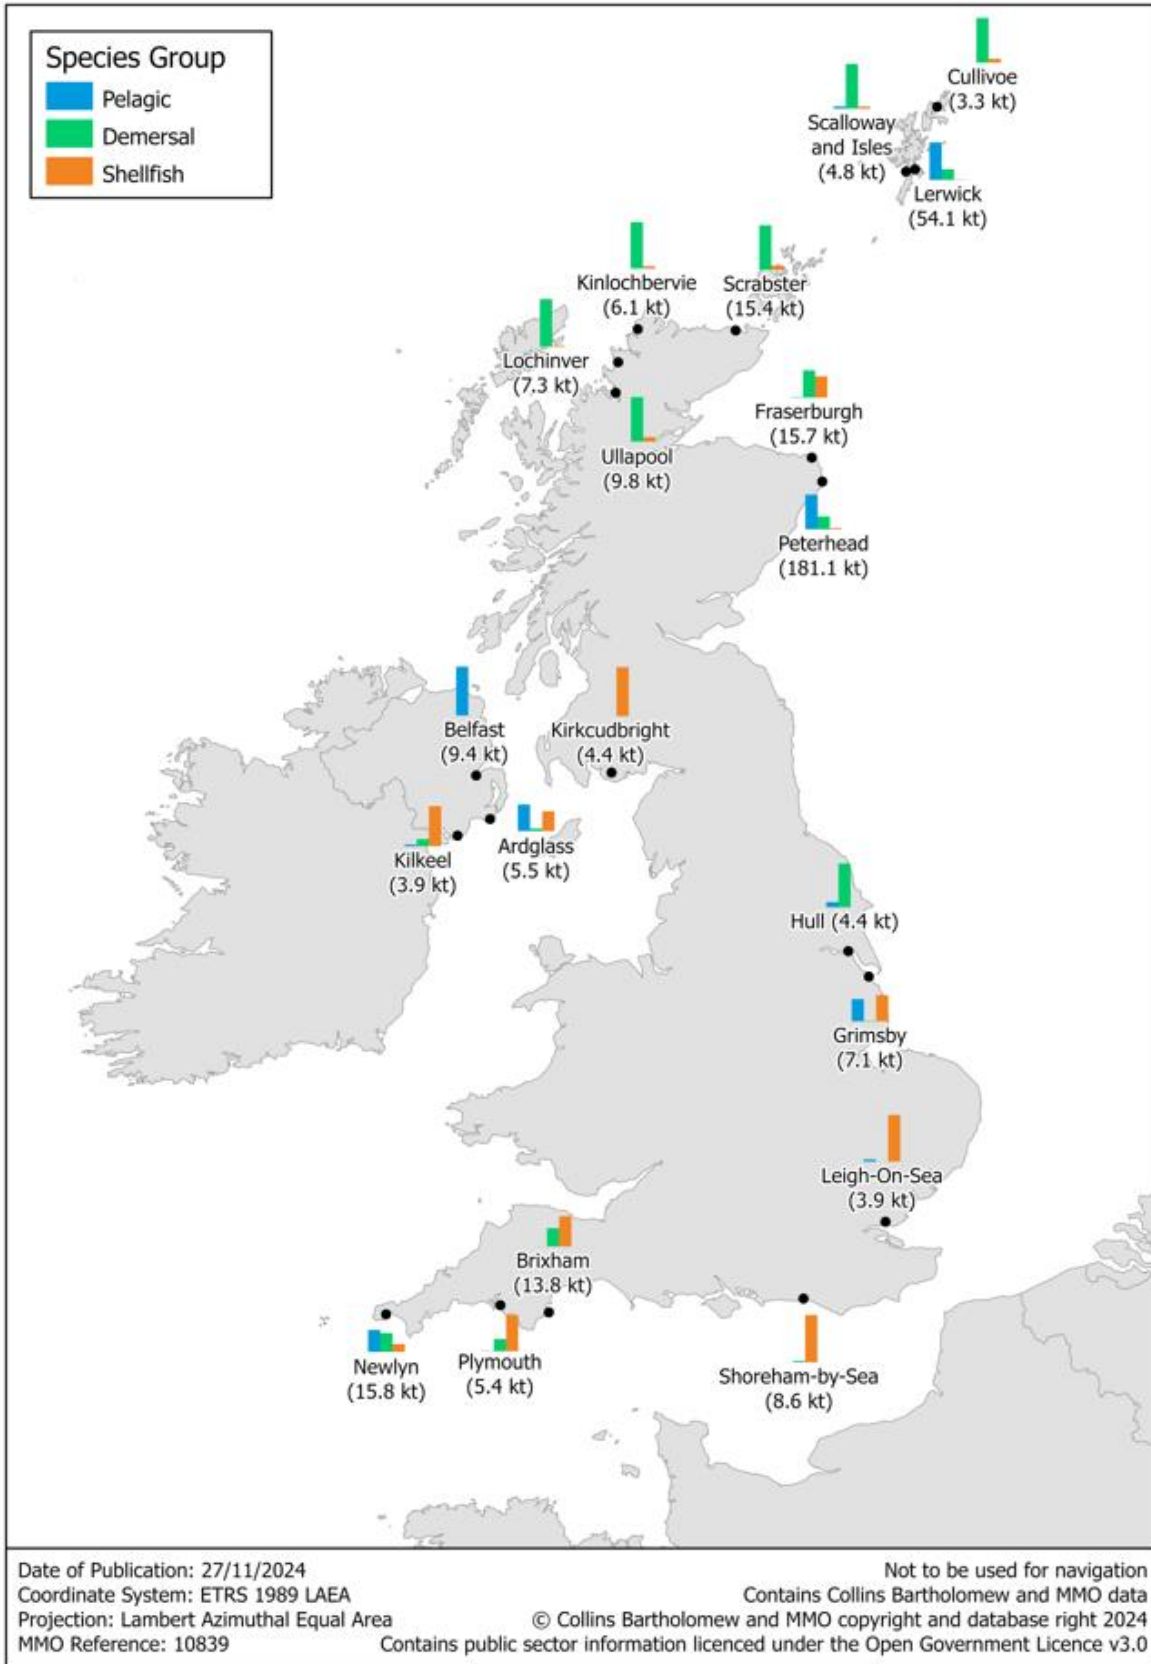 Species Group
Pelagic
Demersal
Shellfish
Cullivoe
(3.3 kt)
Scalloway
and Isles
(4.8 kt)
Lerwick
(54.1 kt)
Kinlochbervie
(6.1 kt)
Scrabster
(15.4 kt)
Lochinver
(7.3 kt)
Fraserburgh
(15.7 kt)
Ullapool
(9.8 kt)
Peterhead
(181.1 kt)
Belfast
(9.4 kt)
Kirkcudbright
(4.4 kt)
Ardglass
(5.5 kt)
Kilkeel
(3.9 kt)
Hull (4.4 kt)
Grimsby
(7.1 kt)
Leigh-On-Sea
(3.9 kt)
Brixham
(13.8 kt)
Newlyn
(15.8 kt)
Plymouth
(5.4 kt)
Shoreham-by-Sea
(8.6 kt)
Date of Publication: 27/11/2024
Coordinate System: ETRS 1989 LAEA
Projection: Lambert Azimuthal Equal Area
MMO Reference: 10839
Not to be used for navigation
Contains Collins Bartholomew and MMO data
© Collins Bartholomew and MMO copyright and database right 2024
Contains public sector information licenced under the Open Government Licence v3.0